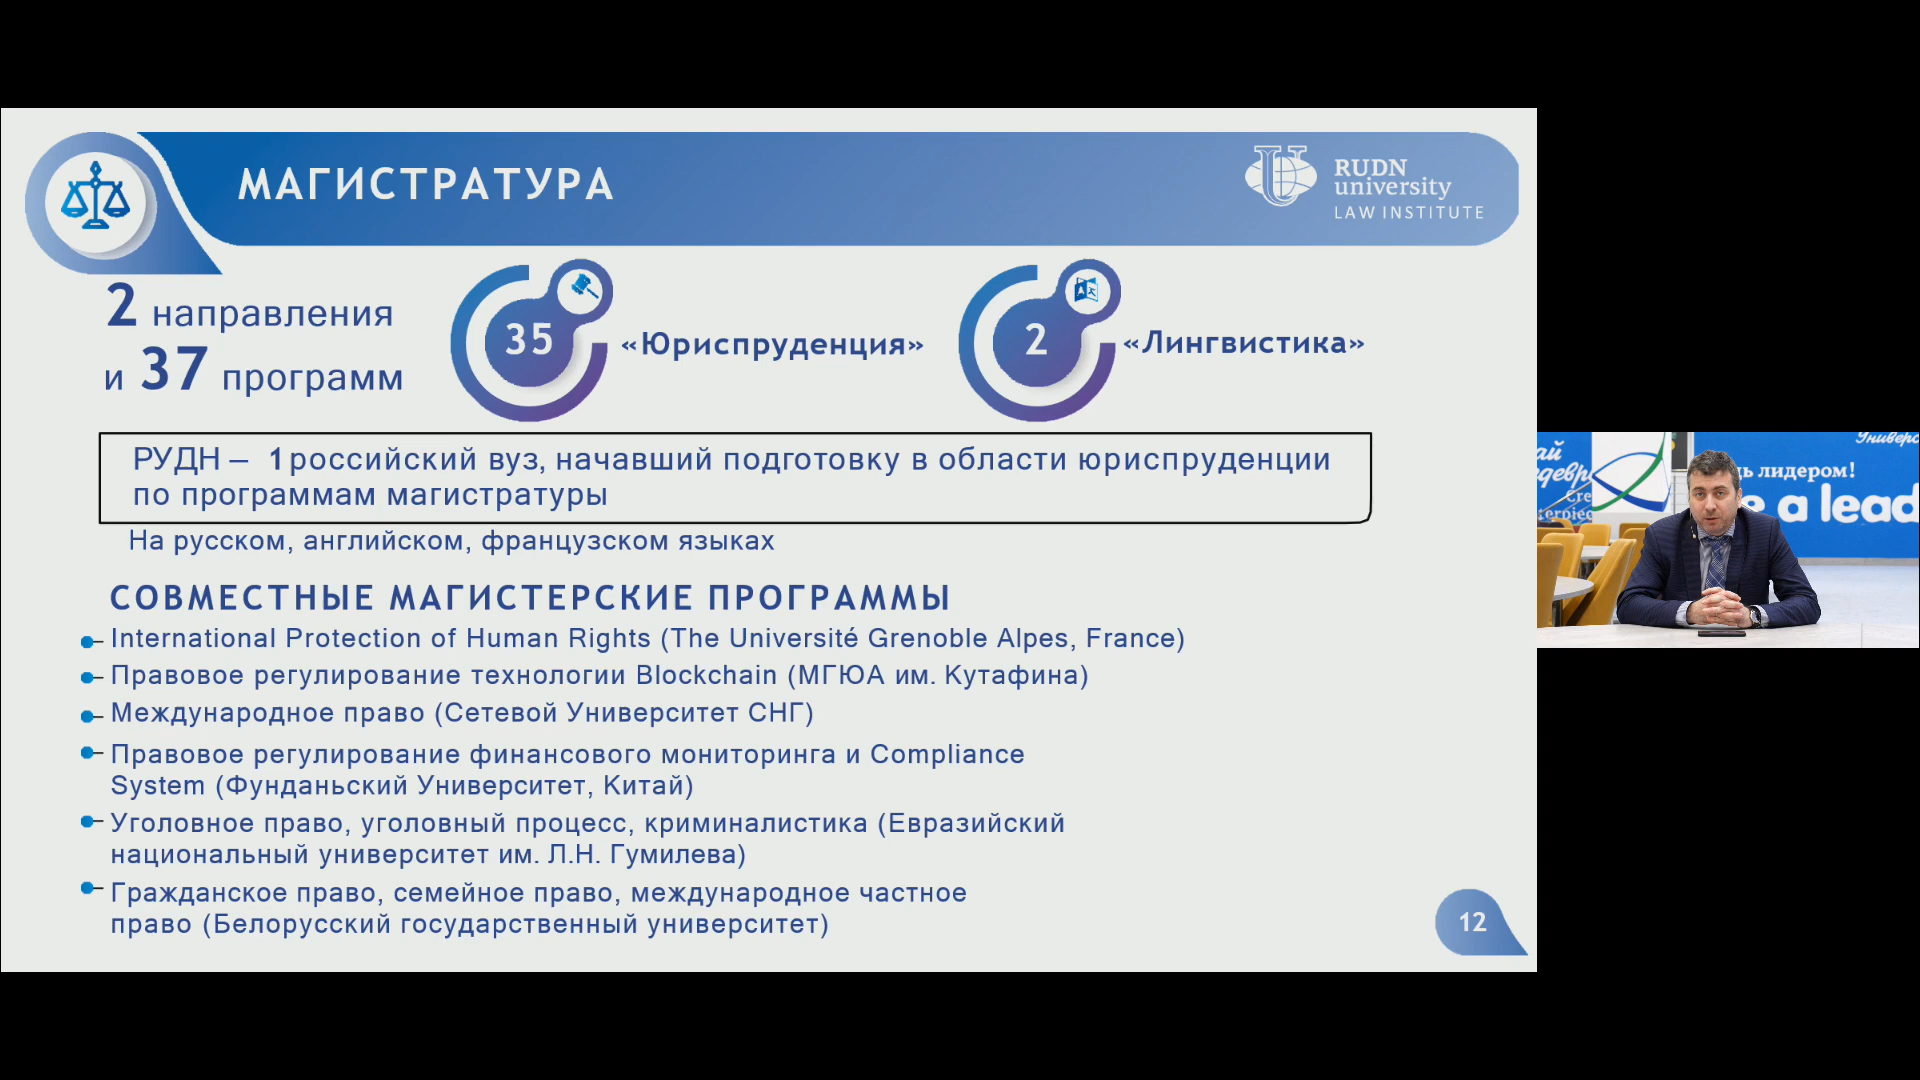 МАГИСТРАТУРА
RUDN
university
LAW INSTITUTE
2 направления
и 37 программ
35
«Юриспруденция»
2
«Лингвистика»
РУДН – 1 российский вуз, начавший подготовку в области юриспруденции
по программам магистратуры
На русском, английском, французском языках
СОВМЕСТНЫЕ МАГИСТЕРСКИЕ ПРОГРАММЫ
International Protection of Human Rights (The Université Grenoble Alpes, France)
Правовое регулирование технологии Blockchain (МГЮА им. Кутафина)
Международное право (Сетевой Университет СНГ)
Правовое регулирование финансового мониторинга и Compliance
System (Фунданьский Университет, Китай)
Уголовное право, уголовный процесс, криминалистика (Евразийский
национальный университет им. Л.Н. Гумилева)
Гражданское право, семейное право, международное частное
право (Белорусский государственный университет)
12
лидером!
a lead